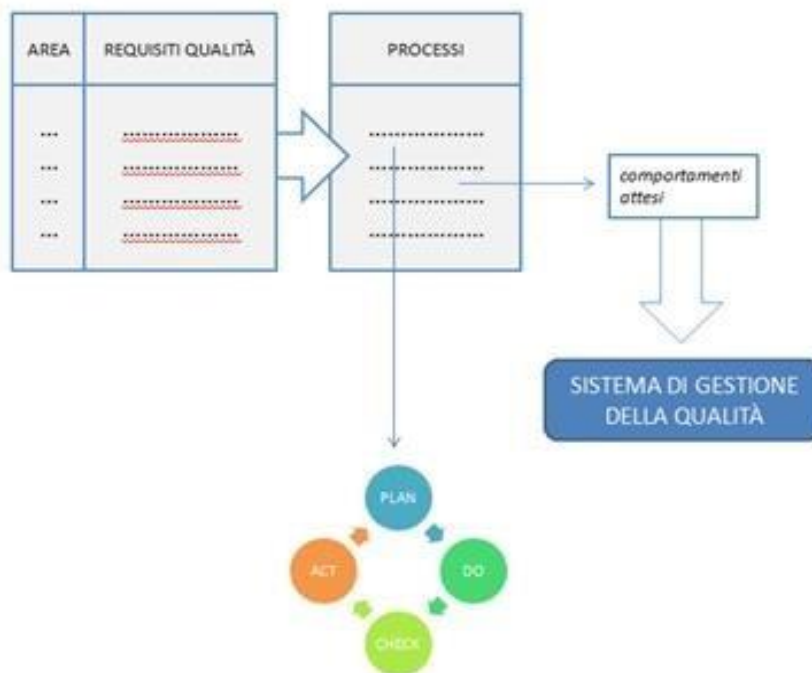 AREA
REQUISITI QUALITÀ
PROCESSI
... .................. ..................
... .................. ..................
... .................. ..................
... .................. ..................
comportamenti
attesi
SISTEMA DI GESTIONE
DELLA QUALITÀ
PLAN
ACT
DO
CHECK